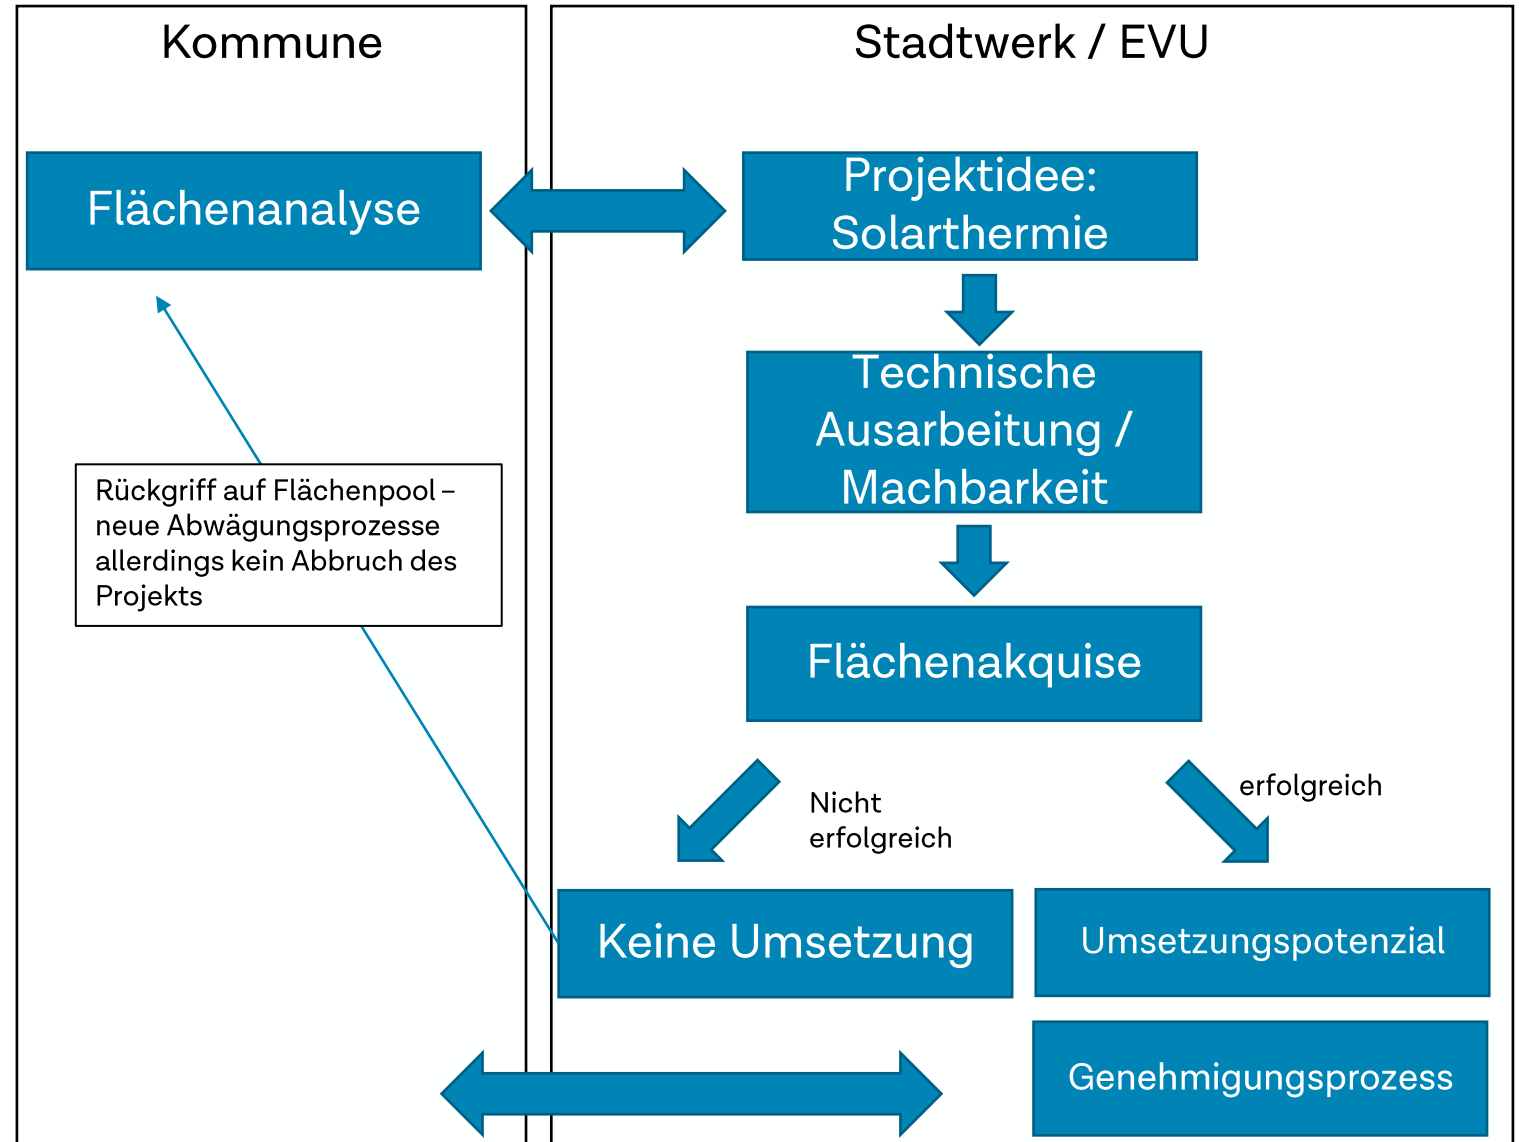 Kommune
Stadtwerk / EVU
Flächenanalyse
Projektidee:
Solarthermie
Technische
Ausarbeitung /
Machbarkeit
Rückgriff auf Flächenpool –
neue Abwägungsprozesse
allerdings kein Abbruch des
Projekts
Flächenakquise
Nicht
erfolgreich
erfolgreich
Keine Umsetzung
Umsetzungspotenzial
Genehmigungsprozess